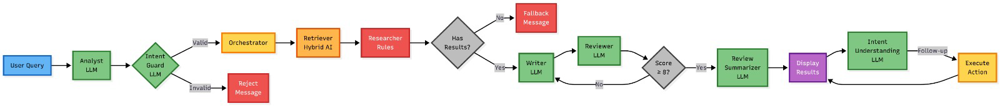 User Query
Analyst
LLM
Intent
Guard
LLM
Valid
Invalid
Orchestrator
Reject
Message
Retriever
Hybrid AI
Researcher
Rules
Has
Results?
No
Yes
Fallback
Message
Writer
LLM
Reviewer
LLM
No
Score
≥ 8?
Yes
Review
Summarizer
LLM
Display
Results
Intent
Understanding
LLM
Follow-up
Execute
Action